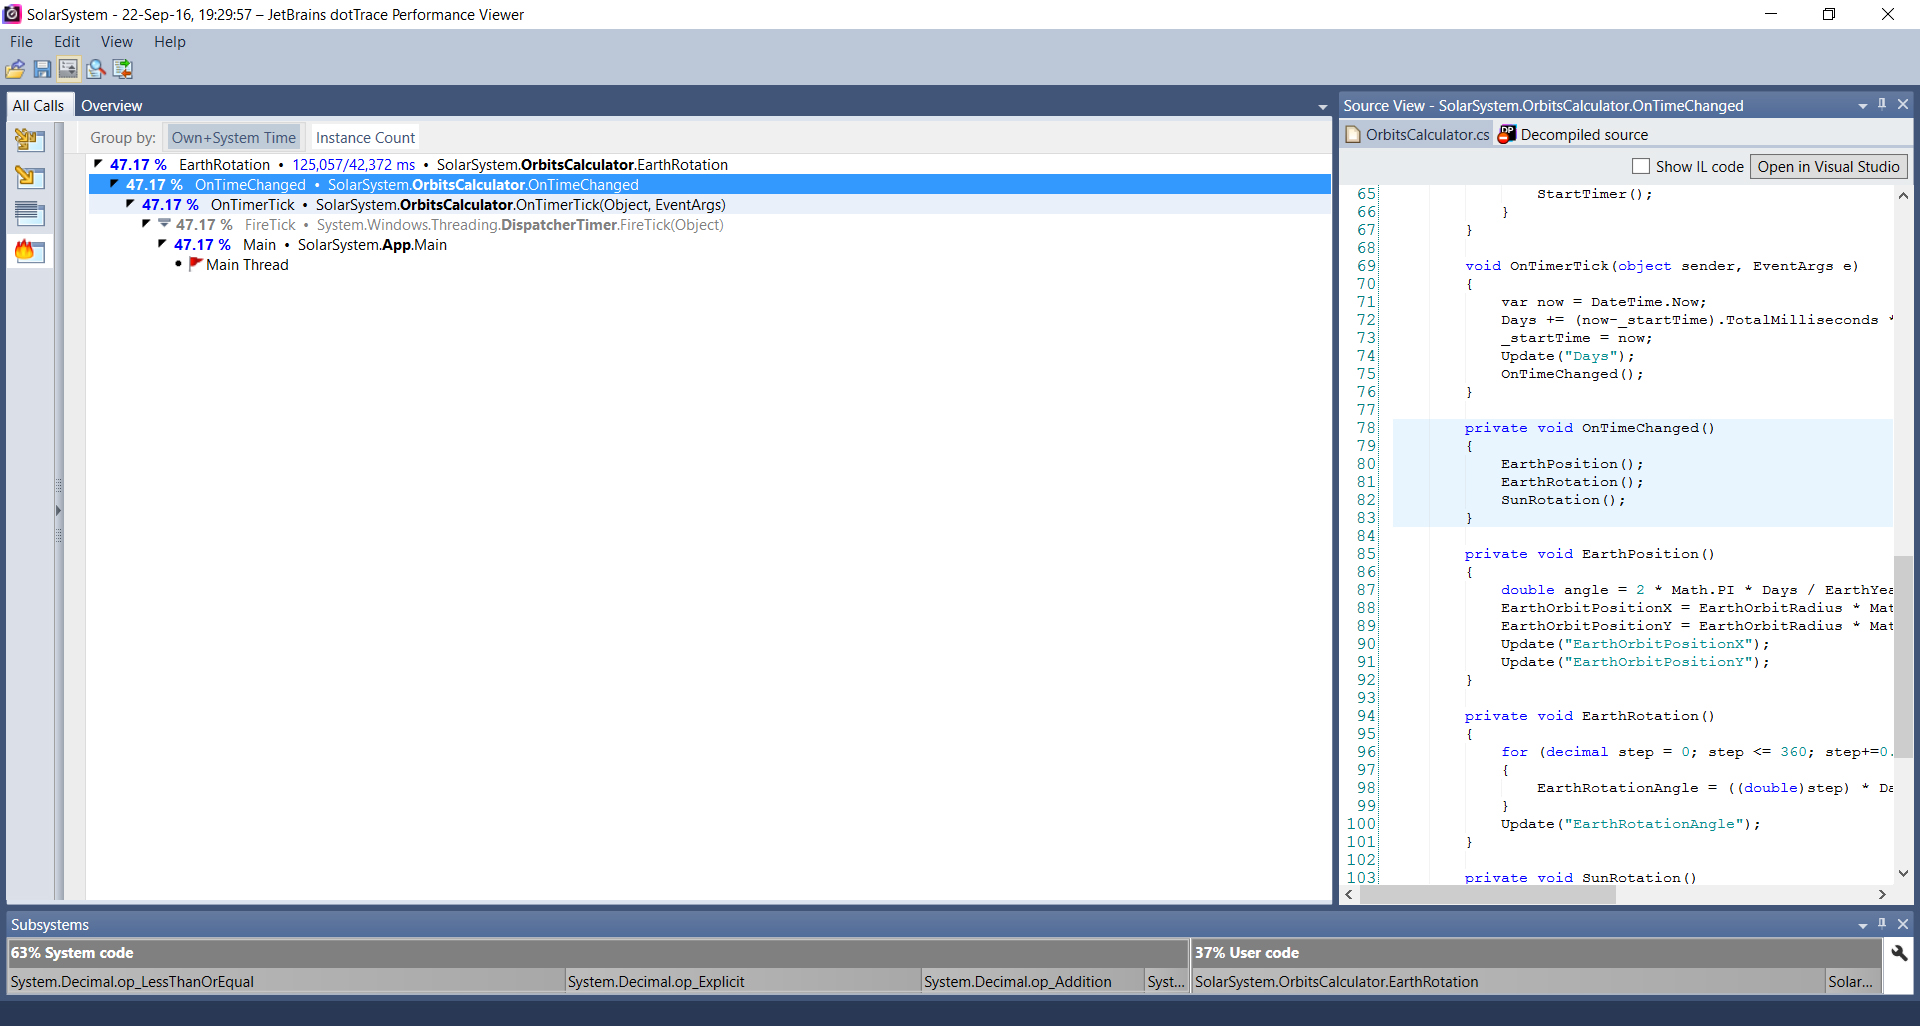 SolarSystem - 22-Sep-16, 19:29:57 – JetBrains dotTrace Performance Viewer
File Edit View Help
All Calls Overview
Group by: Own+System Time Instance Count
47.17 % EarthRotation • 125,057/42,372 ms • SolarSystem.OrbitsCalculator.EarthRotation
47.17 % OnTimeChanged • SolarSystem.OrbitsCalculator.OnTimeChanged
47.17 % OnTimerTick • SolarSystem.OrbitsCalculator.OnTimerTick(Object, EventArgs)
47.17 % FireTick • System.Windows.Threading.DispatcherTimer.FireTick(Object)
47.17 % Main • SolarSystem.App.Main
• Main Thread
Source View - SolarSystem.OrbitsCalculator.OnTimeChanged
OrbitsCalculator.cs DP Decompiled source
Show IL code Open in Visual Studio
65 StartTimer();
66 }
67 }
68
69 void OnTimerTick(object sender, EventArgs e)
70 {
71 var now = DateTime.Now;
72 Days += (now-_startTime).TotalMilliseconds *
73 _startTime = now;
74 Update("Days");
75 OnTimeChanged();
76 }
77
78 private void OnTimeChanged()
79 {
80 EarthPosition();
81 EarthRotation();
82 SunRotation();
83 }
84
85 private void EarthPosition()
86 {
87 double angle = 2 * Math.PI * Days / EarthYea
88 EarthOrbitPositionX = EarthOrbitRadius * Mat
89 EarthOrbitPositionY = EarthOrbitRadius * Mat
90 Update("EarthOrbitPositionX");
91 Update("EarthOrbitPositionY");
92 }
93
94 private void EarthRotation()
95 {
96 for (decimal step = 0; step <= 360; step+=0.
97 {
98 EarthRotationAngle = ((double)step) * Da
99 }
100 Update("EarthRotationAngle");
101 }
102
103 private void SunRotation()
Subsystems
63% System code 37% User code
System.Decimal.op_LessThanOrEqual System.Decimal.op_Explicit System.Decimal.op_Addition Syst... SolarSystem.OrbitsCalculator.EarthRotation Solar...